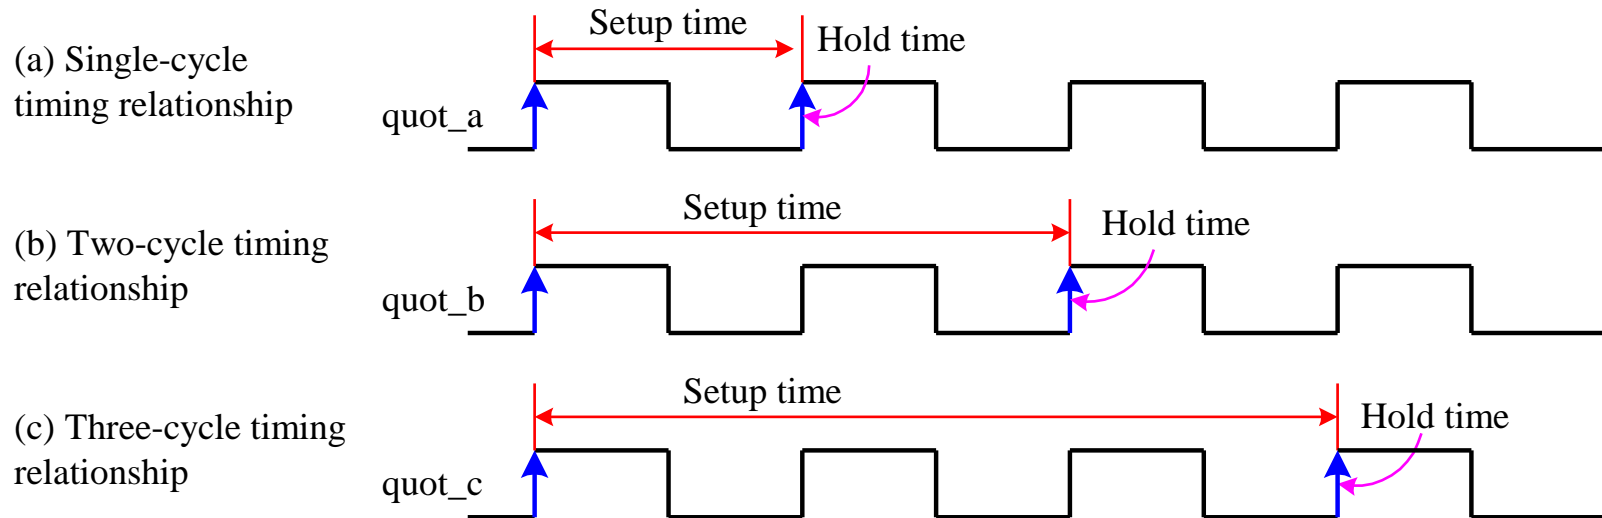 (a) Single-cycle
timing relationship
quot_a
Setup time
Hold time
(b) Two-cycle timing
relationship
quot_b
Setup time
Hold time
(c) Three-cycle timing
relationship
quot_c
Setup time
Hold time